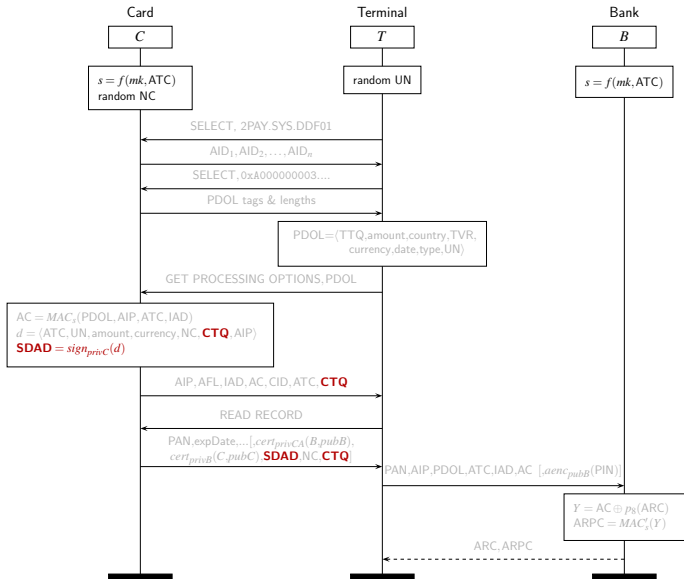 Card
Terminal
Bank
C
T
B
s = f(mk,ATC)
random NC
random UN
s = f(mk,ATC)
SELECT, 2PAY.SYS.DDF01
AID1,AID2,...,AIDn
SELECT,0xA000000003....
PDOL tags & lengths
PDOL=⟨TTQ,amount,country,TVR,
currency,date,type,UN⟩
GET PROCESSING OPTIONS,PDOL
AC = MACs(PDOL,AIP,ATC,IAD)
d = ⟨ATC,UN,amount,currency,NC,CTQ,AIP⟩
SDAD = signprivC(d)
AIP,AFL,IAD,AC,CID,ATC,CTQ
READ RECORD
PAN,expDate,...[,certprivCA(B,pubB),
certprivB(C,pubC),SDAD,NC,CTQ]
PAN,AIP,PDOL,ATC,IAD,AC [,aencpubB(PIN)]
Y = AC ⊕ p8(ARC)
ARPC = MAC′s(Y)
ARC,ARPC